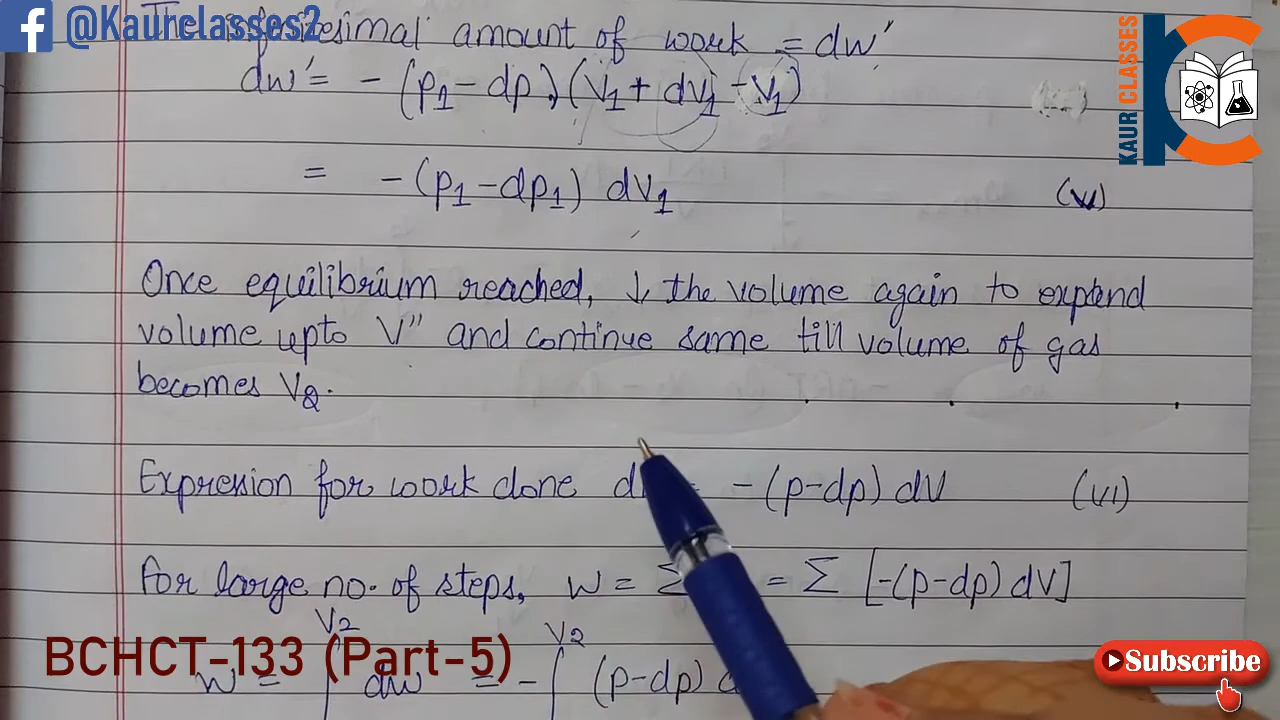 @Kaurclasses2
The infinitesimal amount of work = dw′
dw′ = - (p1 - dp1) (V1 + dV1 - V1)
= - (p1 - dp1) dV1 (V)
Once equilibrium reached, ↓ the volume again to expand
volume upto V″ and continue same till volume of gas
becomes V2.
Expression for work done = - (p - dp) dV (VI)
For large no. of steps, W = Σ = Σ [-(p - dp) dV]
V2 V2
W = ∫ dw = - ∫ (p - dp)
BCHCT-133 (Part-5)
KAUR CLASSES
Subscribe